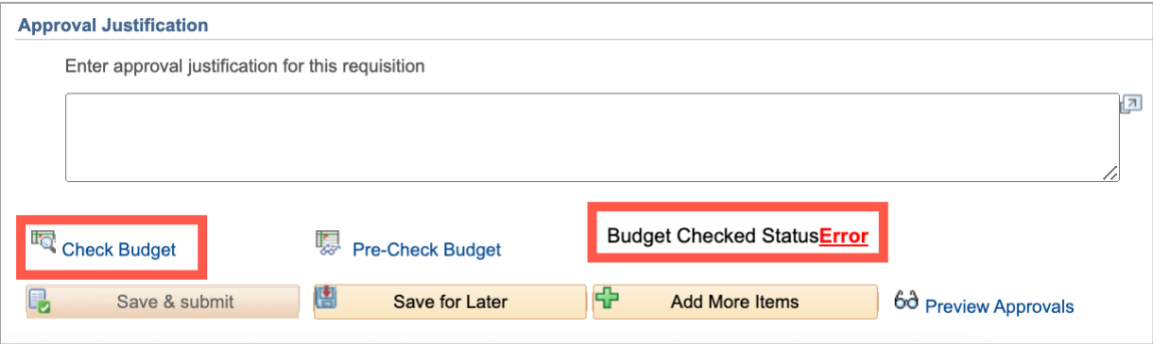 Approval Justification
Enter approval justification for this requisition
Check Budget
Pre-Check Budget
Budget Checked StatusError
Save & submit
Save for Later
Add More Items
Preview Approvals